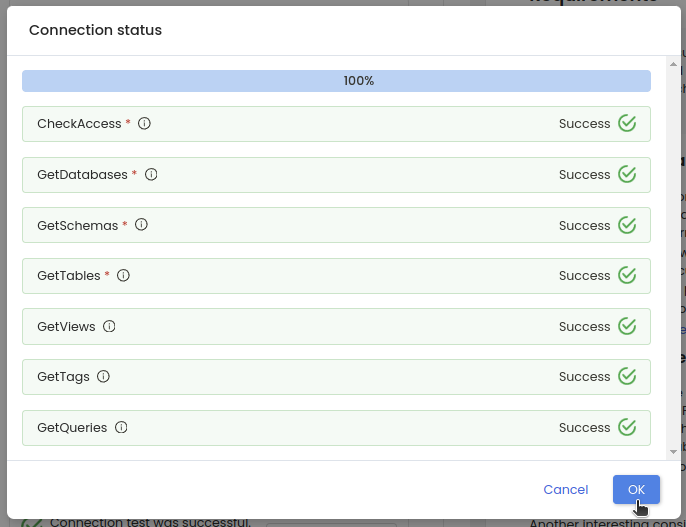 Connection status
100%
CheckAccess * Success
GetDatabases * Success
GetSchemas * Success
GetTables * Success
GetViews Success
GetTags Success
GetQueries Success
Cancel OK
Connection test was successful.
Another interesting